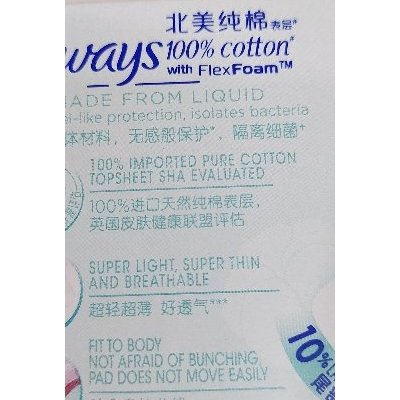 北美纯棉表层#
ways 100% cotton#
with FlexFoam™
MADE FROM LIQUID
-like protection, isolates bacteria
体材料，无感般保护*，隔离细菌+
100% IMPORTED PURE COTTON
TOPSHEET SHA EVALUATED
100%进口天然纯棉表层，
英国皮肤健康联盟评估
SUPER LIGHT, SUPER THIN
AND BREATHABLE
超轻超薄 好透气***
FIT TO BODY
NOT AFRAID OF BUNCHING
PAD DOES NOT MOVE EASILY
10%